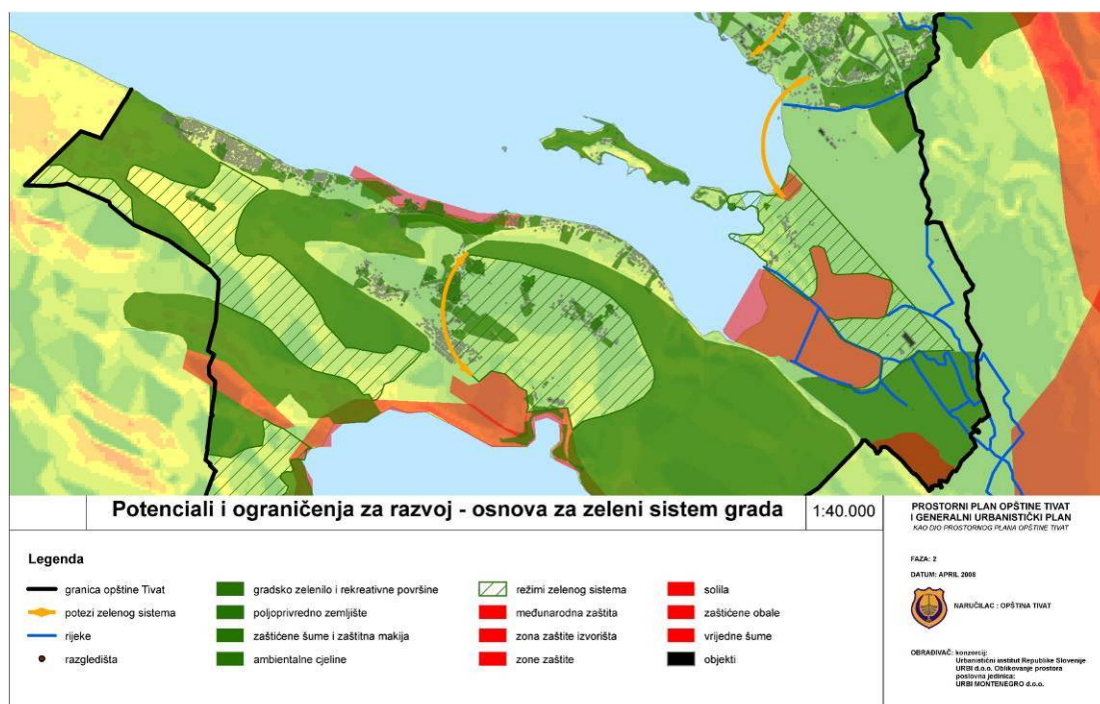 Potenciali i ograničenja za razvoj - osnova za zeleni sistem grada
1:40.000
PROSTORNI PLAN OPŠTINE TIVAT
I GENERALNI URBANISTIČKI PLAN
KAO DIO PROSTORNOG PLANA OPŠTINE TIVAT
Legenda
granica opštine Tivat
potezi zelenog sistema
rijeke
razgledišta
gradsko zelenilo i rekreativne površine
poljoprivredno zemljište
zaštićene šume i zaštitna makija
ambientalne cjeline
režimi zelenog sistema
međunarodna zaštita
zona zaštite izvorišta
zone zaštite
solila
zaštićene obale
vrijedne šume
objekti
FAZA: 2
DATUM: APRIL 2008
NARUČILAC : OPŠTINA TIVAT
OBRAĐIVAČ: konzorcij:
Urbanistični institut Republike Slovenije
URBI d.o.o. Oblikovanje prostora
poslovna jedinica:
URBI MONTENEGRO d.o.o.